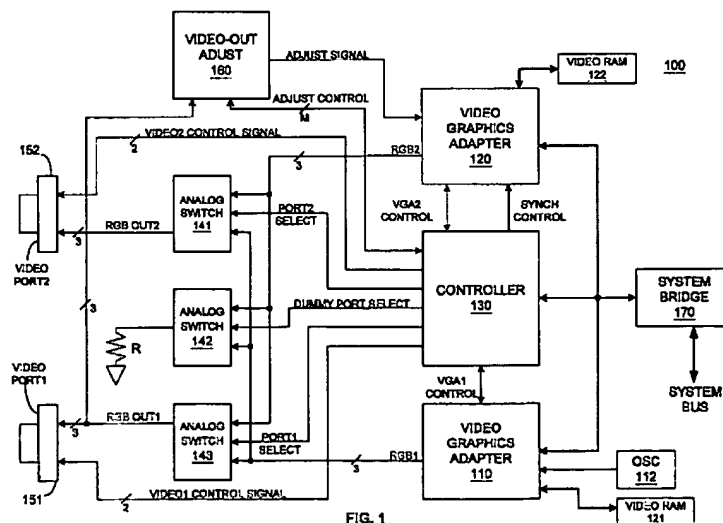 VIDEO-OUT
ADUST
160
ADJUST SIGNAL
VIDEO RAM
122
100
ADJUST CONTROL
M
VIDEO2 CONTROL SIGNAL
2
VIDEO
GRAPHICS
ADAPTER
120
RGB2
3
152
ANALOG
SWITCH
141
PORT2
SELECT
VGA2
CONTROL
SYNCH
CONTROL
RGB OUT2
3
VIDEO
PORT2
CONTROLLER
130
SYSTEM
BRIDGE
170
3
ANALOG
SWITCH
142
DUMMY PORT SELECT
R
SYSTEM
BUS
VIDEO
PORT1
VGA1
CONTROL
RGB OUT1
3
ANALOG
SWITCH
143
PORT1
SELECT
RGB1
3
VIDEO
GRAPHICS
ADAPTER
110
OSC
112
151
2
VIDEO1 CONTROL SIGNAL
VIDEO RAM
121
FIG. 1